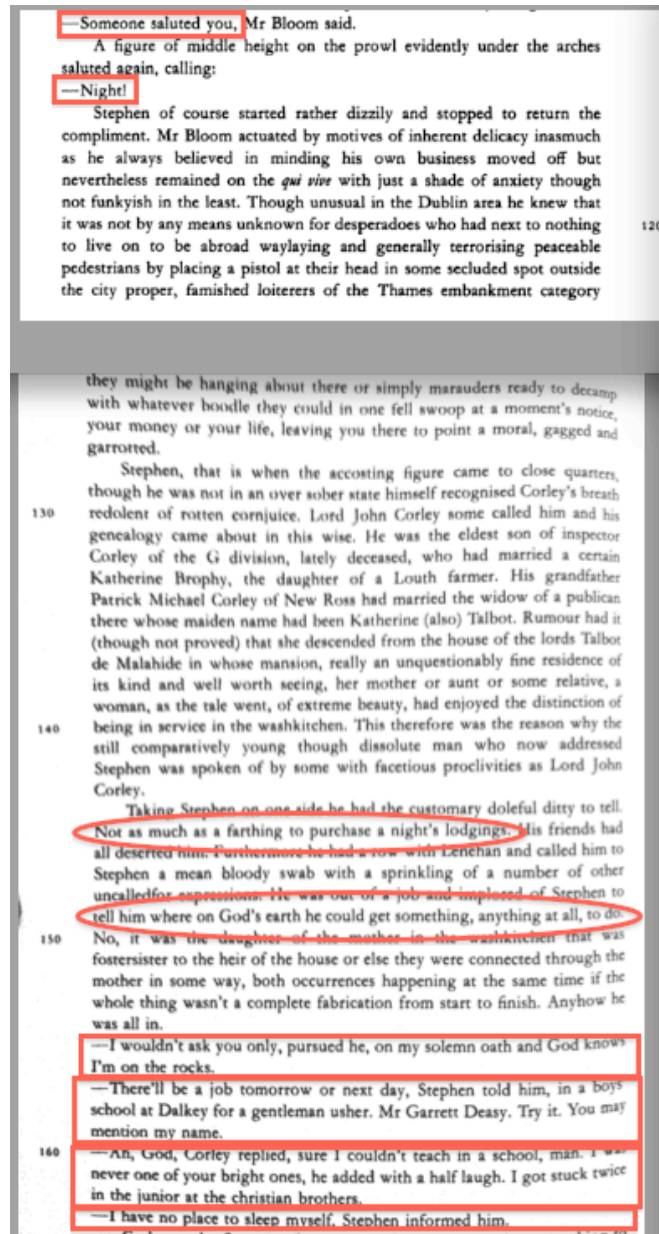 —Someone saluted you, Mr Bloom said.
A figure of middle height on the prowl evidently under the arches
saluted again, calling:
—Night!
Stephen of course started rather dizzily and stopped to return the
compliment. Mr Bloom actuated by motives of inherent delicacy inasmuch
as he always believed in minding his own business moved off but
nevertheless remained on the qui vive with just a shade of anxiety though
not funkyish in the least. Though unusual in the Dublin area he knew that
it was not by any means unknown for desperadoes who had next to nothing
120
to live on to be abroad waylaying and generally terrorising peaceable
pedestrians by placing a pistol at their head in some secluded spot outside
the city proper, famished loiterers of the Thames embankment category
they might be hanging about there or simply marauders ready to decamp
with whatever boodle they could in one fell swoop at a moment's notice,
your money or your life, leaving you there to point a moral, gagged and
garrotted.
Stephen, that is when the accosting figure came to close quarters,
though he was not in an over sober state himself recognised Corley's breath
130 redolent of rotten cornjuice. Lord John Corley some called him and his
genealogy came about in this wise. He was the eldest son of inspector
Corley of the G division, lately deceased, who had married a certain
Katherine Brophy, the daughter of a Louth farmer. His grandfather
Patrick Michael Corley of New Ross had married the widow of a publican
there whose maiden name had been Katherine (also) Talbot. Rumour had it
(though not proved) that she descended from the house of the lords Talbot
de Malahide in whose mansion, really an unquestionably fine residence of
its kind and well worth seeing, her mother or aunt or some relative, a
woman, as the tale went, of extreme beauty, had enjoyed the distinction of
140 being in service in the washkitchen. This therefore was the reason why the
still comparatively young though dissolute man who now addressed
Stephen was spoken of by some with facetious proclivities as Lord John
Corley.
Taking Stephen on one side he had the customary doleful ditty to tell.
Not as much as a farthing to purchase a night's lodgings. His friends had
all deserted him. Furthermore he had a row with Lenehan and called him to
Stephen a mean bloody swab with a sprinkling of a number of other
uncalledfor expressions. He was out of a job and implored of Stephen to
tell him where on God's earth he could get something, anything at all, to do.
150 No, it was the daughter of the mother in the washkitchen that was
fostersister to the heir of the house or else they were connected through the
mother in some way, both occurrences happening at the same time if the
whole thing wasn't a complete fabrication from start to finish. Anyhow he
was all in.
—I wouldn't ask you only, pursued he, on my solemn oath and God knows
I'm on the rocks.
—There'll be a job tomorrow or next day, Stephen told him, in a boys'
school at Dalkey for a gentleman usher. Mr Garrett Deasy. Try it. You may
mention my name.
160 —Ah, God, Corley replied, sure I couldn't teach in a school, man. I was
never one of your bright ones, he added with a half laugh. I got stuck twice
in the junior at the christian brothers.
—I have no place to sleep myself, Stephen informed him.